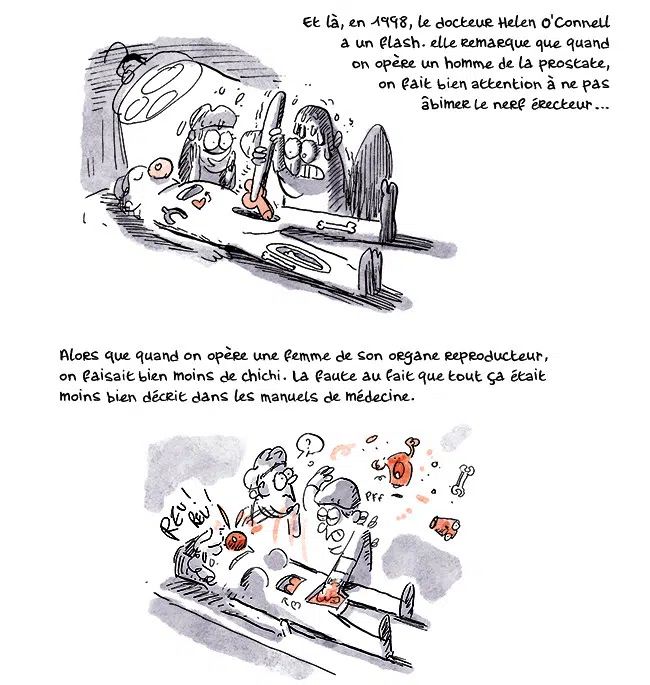 Et là, en 1998, le docteur Helen O'Connell
a un flash. elle remarque que quand
on opère un homme de la prostate,
on fait bien attention à ne pas
âbimer le nerf érecteur...
Alors que quand on opère une femme de son organe reproducteur,
on faisait bien moins de chichi. La faute au fait que tout ça était
moins bien décrit dans les manuels de médecine.
?
PFF